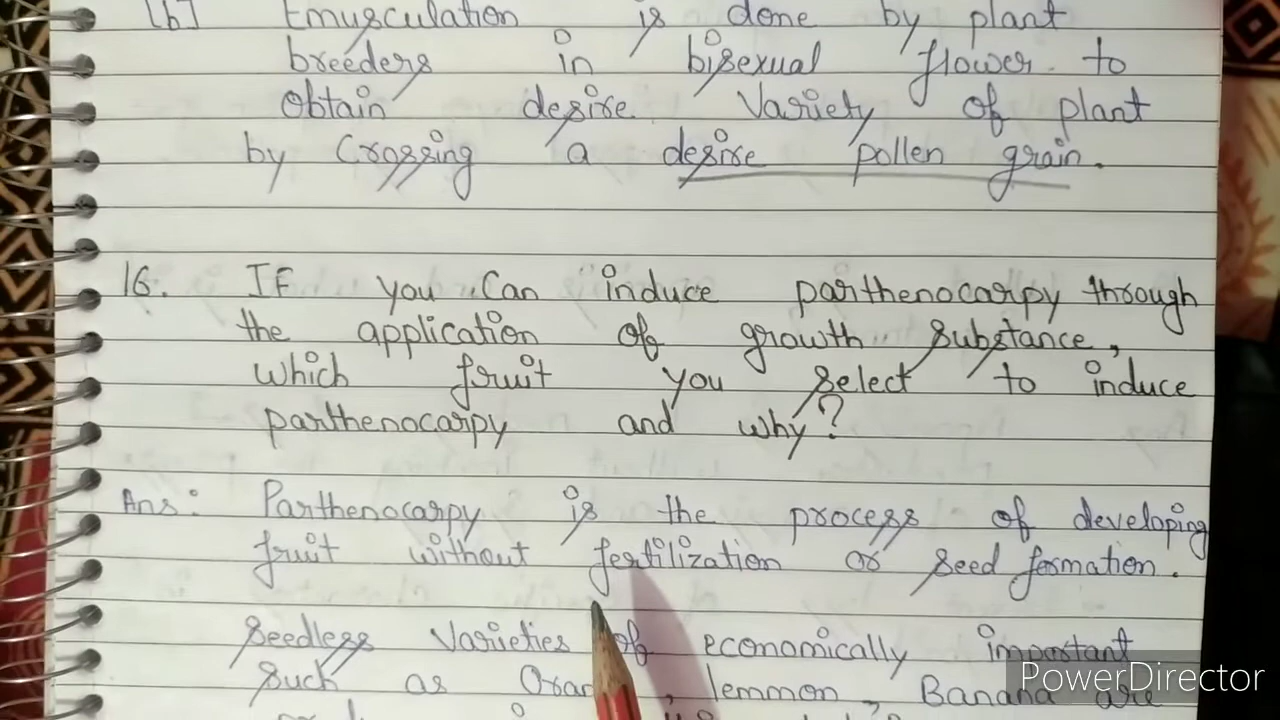 [b] Emusculation is done by plant
breeders in bisexual flower to
obtain desire variety of plant
by crossing a desire pollen grain.
16. IF you can induce parthenocarpy through
the application of growth substance,
which fruit you select to induce
parthenocarpy and why?
Ans: Parthenocarpy is the process of developing
fruit without fertilization or seed formation.
seedless varieties of economically important
such as , lemmon, Banana are
PowerDirector